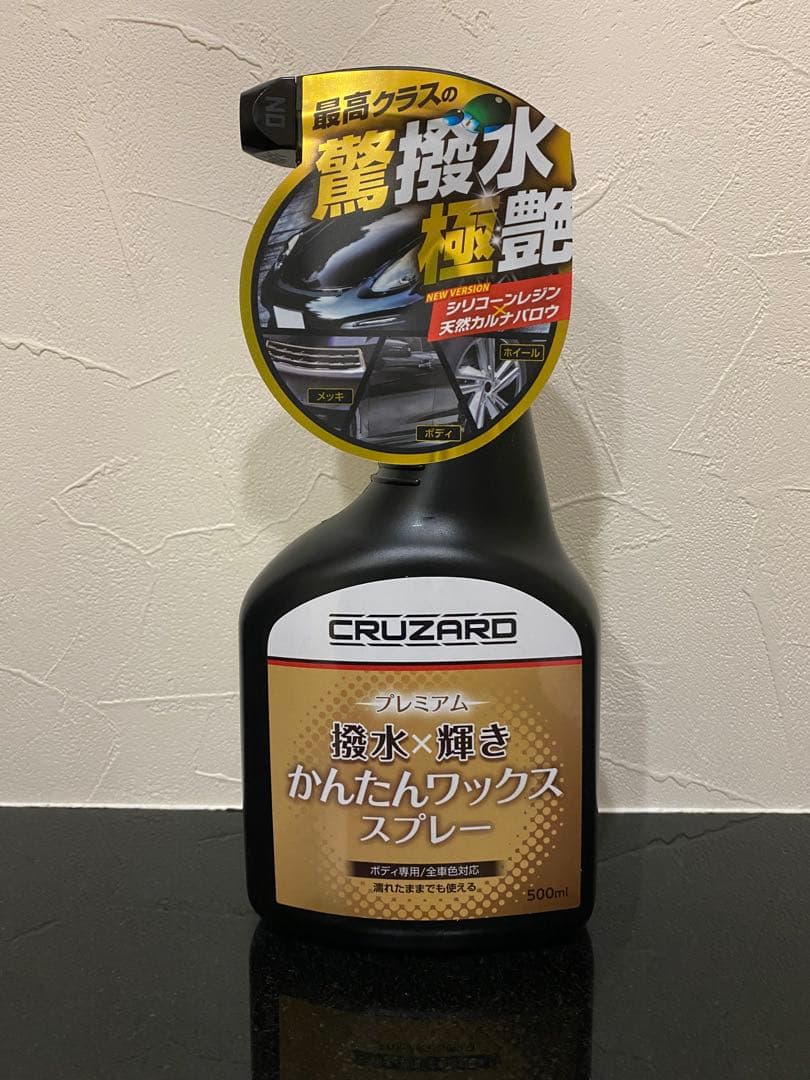 ON
最高クラスの
驚撥水
極艶
NEW VERSION
シリコーンレジン
×
天然カルナバロウ
ホイール
メッキ
ボディ
CRUZARD
プレミアム
撥水×輝き
かんたんワックス
スプレー
ボディ専用/全車色対応
濡れたままでも使える
500ml